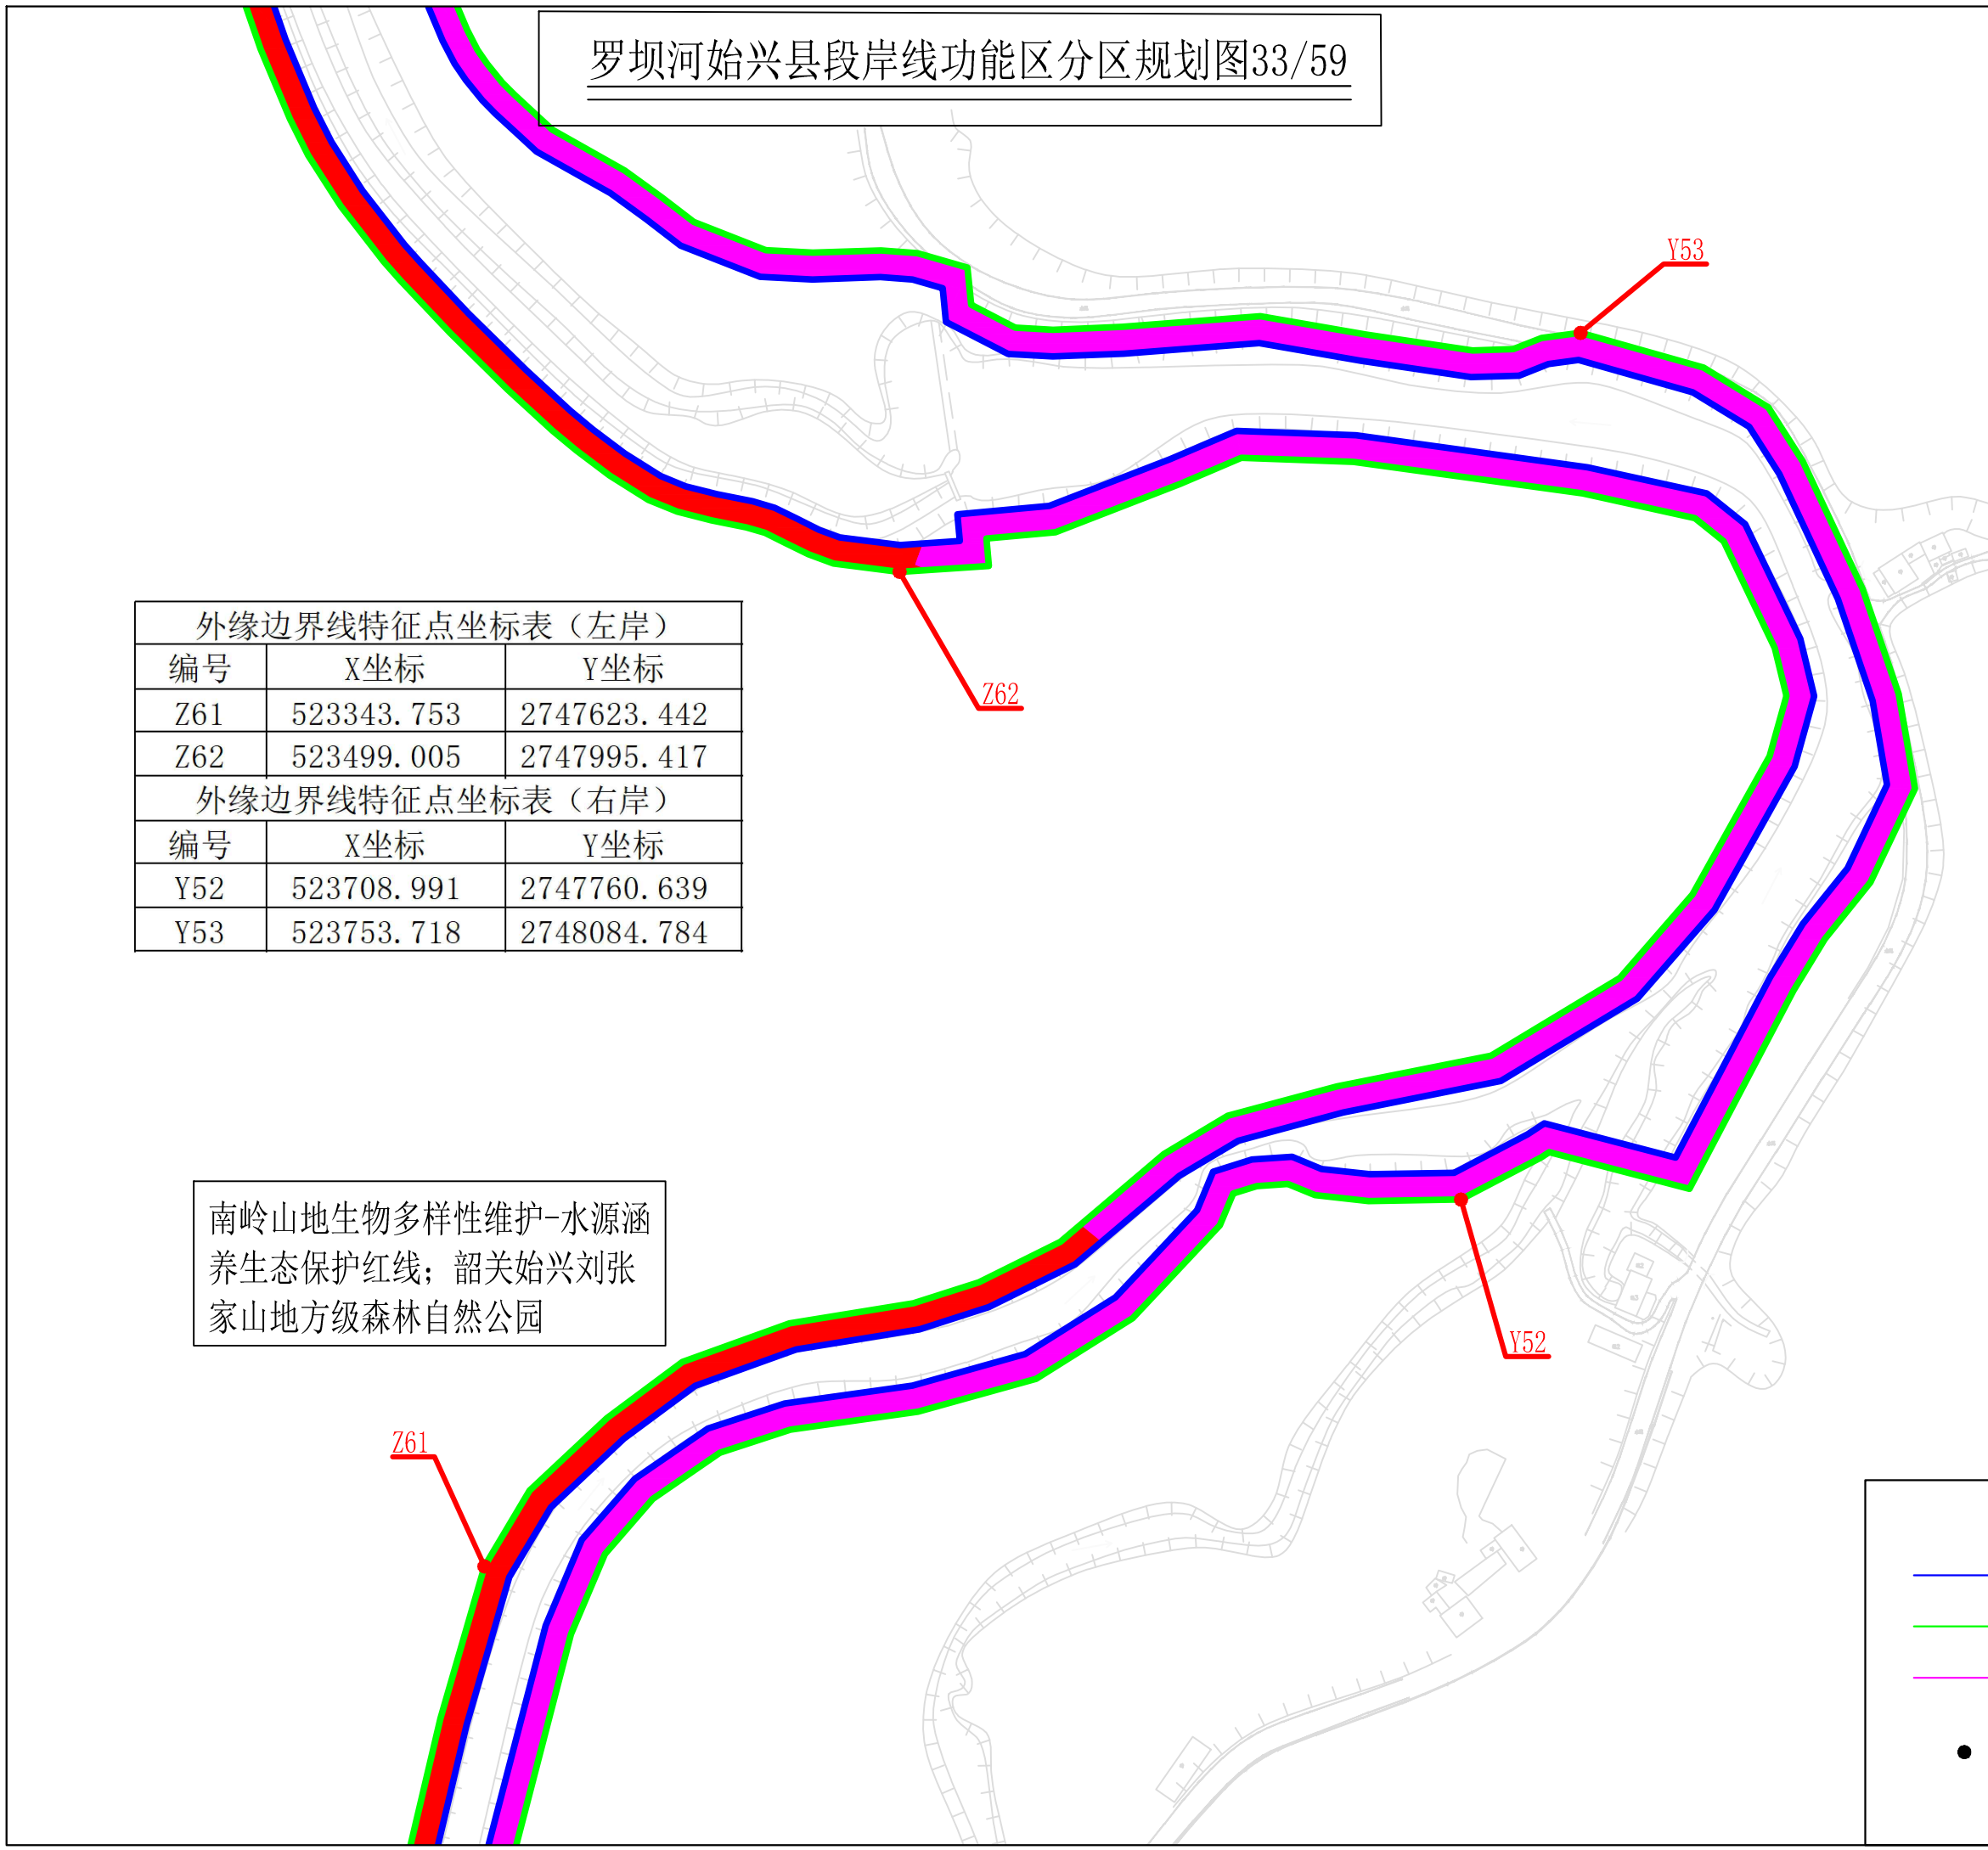 罗坝河始兴县段岸线功能区分区规划图33/59
Y53
Z62
外缘边界线特征点坐标表（左岸）
编号 X坐标 Y坐标
Z61 523343.753 2747623.442
Z62 523499.005 2747995.417
外缘边界线特征点坐标表（右岸）
编号 X坐标 Y坐标
Y52 523708.991 2747760.639
Y53 523753.718 2748084.784
南岭山地生物多样性维护-水源涵
养生态保护红线；韶关始兴刘张
家山地方级森林自然公园
Y52
Z61